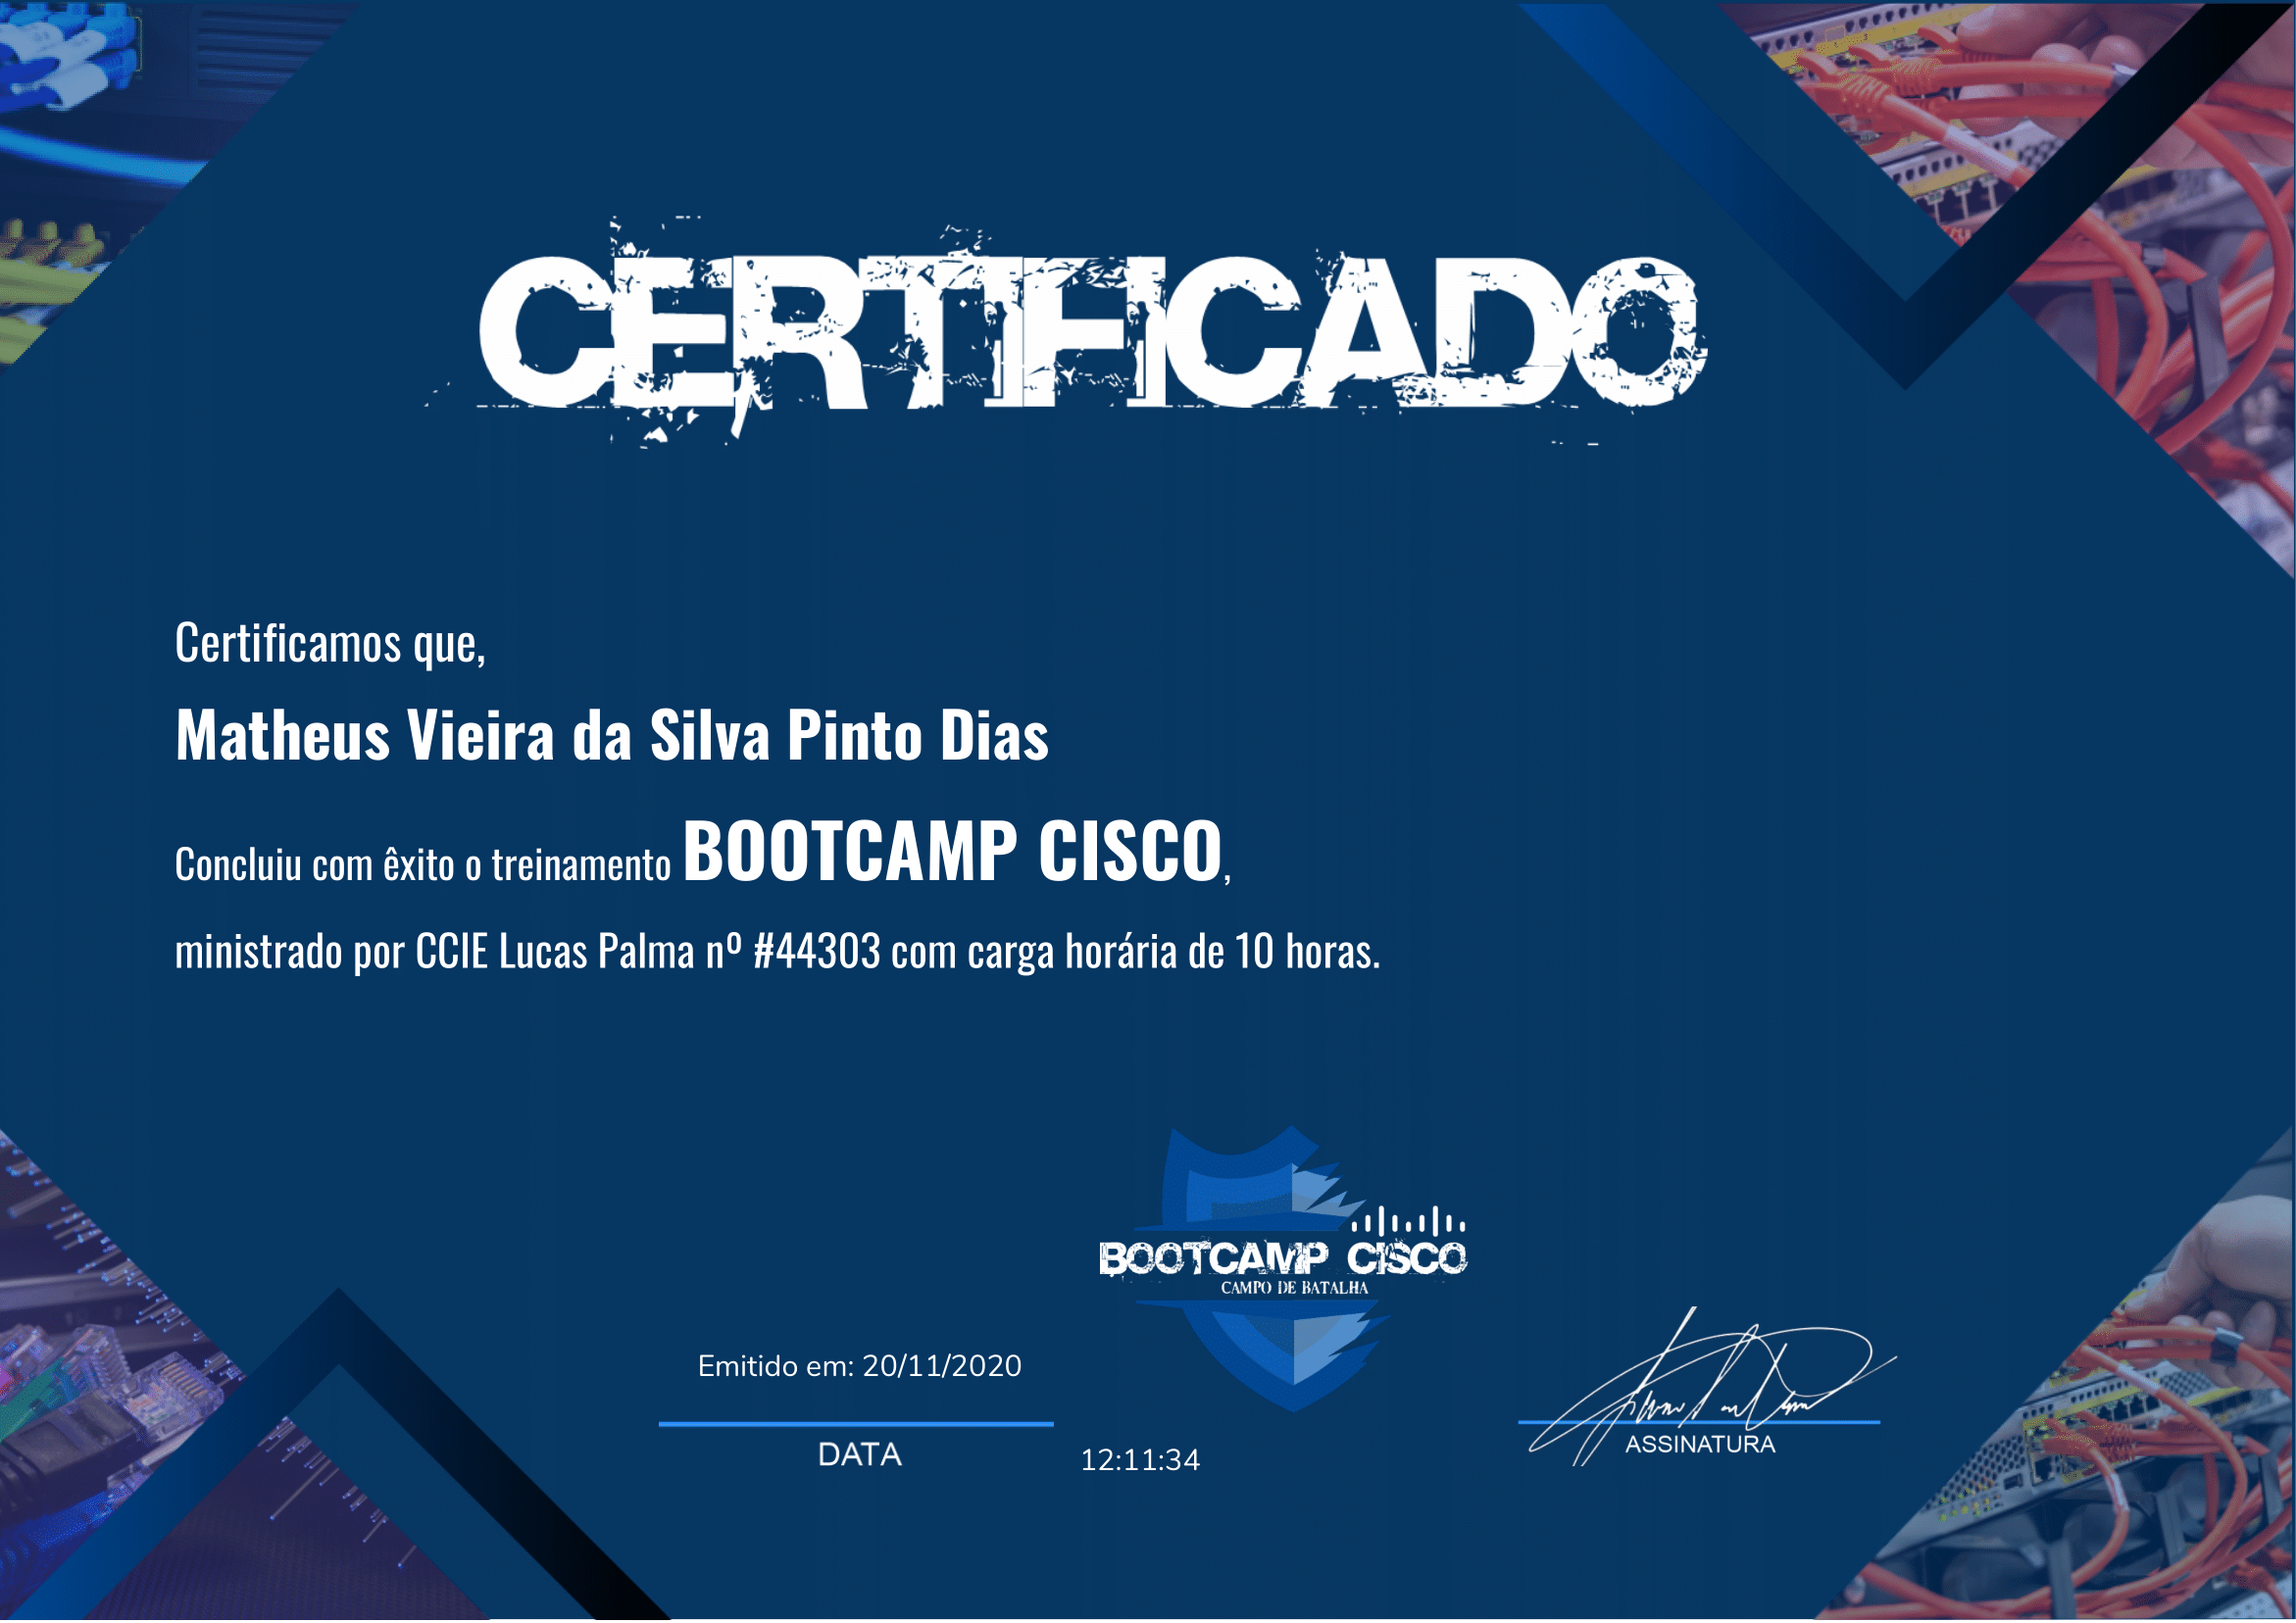 CERTIFICADO
Certificamos que,
Matheus Vieira da Silva Pinto Dias
Concluiu com êxito o treinamento BOOTCAMP CISCO,
ministrado por CCIE Lucas Palma nº #44303 com carga horária de 10 horas.
BOOTCAMP CISCO
CAMPO DE BATALHA
Emitido em: 20/11/2020
DATA
12:11:34
ASSINATURA